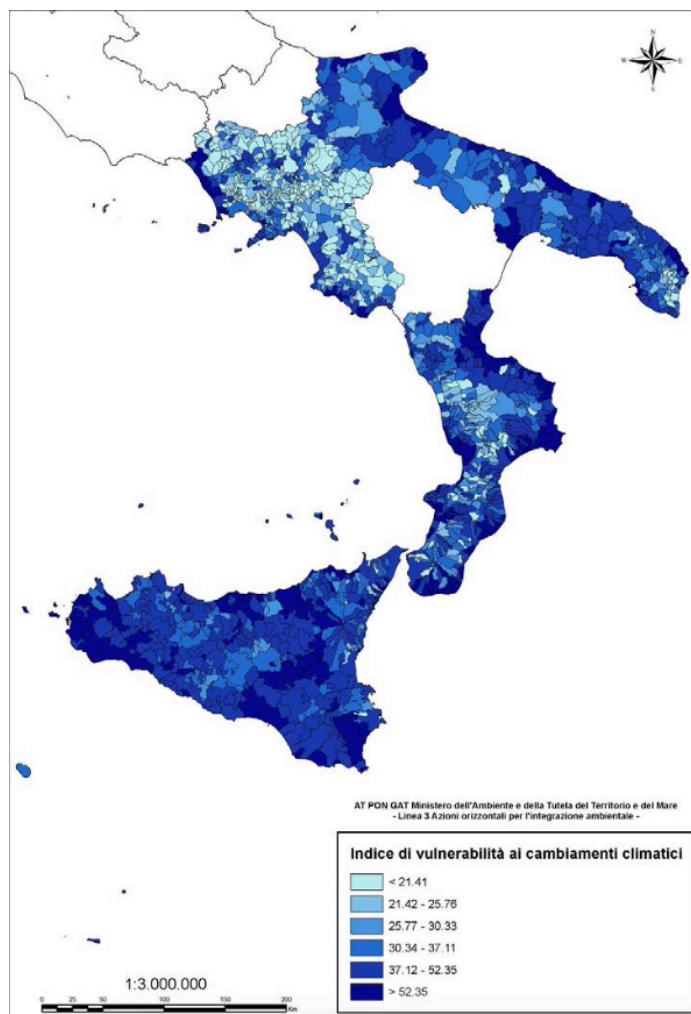 N
W E
S
AT PON GAT Ministero dell'Ambiente e della Tutela del Territorio e del Mare
- Linea 3 Azioni orizzontali per l'integrazione ambientale -
Indice di vulnerabilità ai cambiamenti climatici
< 21.41
21.42 - 25.76
25.77 - 30.33
30.34 - 37.11
37.12 - 52.35
> 52.35
1:3.000.000
0 25 50 100 150 200
Km